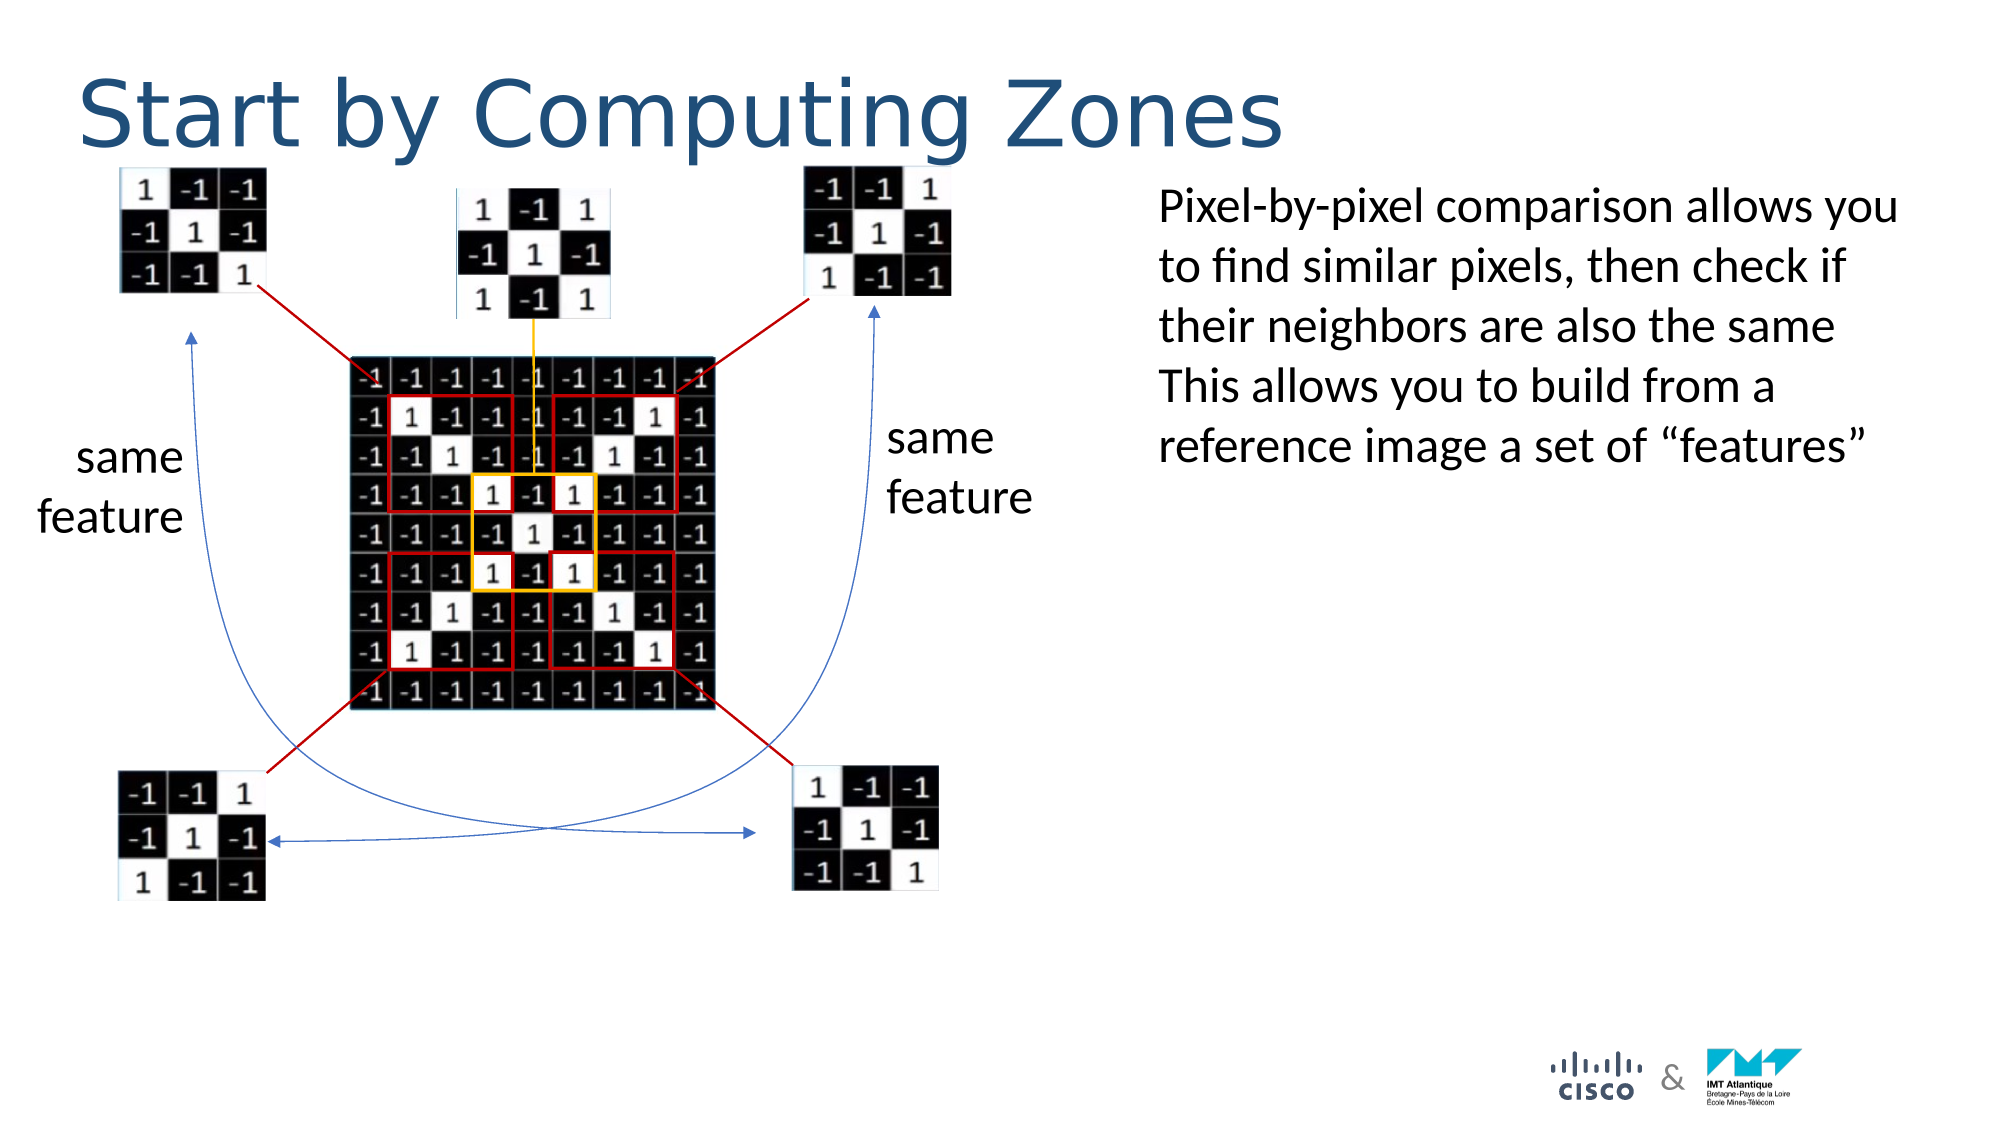 Start by Computing Zones
1 -1 -1
-1 1 -1
-1 -1 1
1 -1 1
-1 1 -1
1 -1 1
-1 -1 1
-1 1 -1
1 -1 -1
Pixel-by-pixel comparison allows you
to find similar pixels, then check if
their neighbors are also the same
This allows you to build from a
reference image a set of “features”
-1 -1 -1 -1 -1 -1 -1 -1 -1
-1 1 -1 -1 -1 -1 -1 1 -1
-1 -1 1 -1 -1 -1 1 -1 -1
-1 -1 -1 1 -1 1 -1 -1 -1
-1 -1 -1 -1 1 -1 -1 -1 -1
-1 -1 -1 1 -1 1 -1 -1 -1
-1 -1 1 -1 -1 -1 1 -1 -1
-1 1 -1 -1 -1 -1 -1 1 -1
-1 -1 -1 -1 -1 -1 -1 -1 -1
same
feature
same
feature
-1 -1 1
-1 1 -1
1 -1 -1
1 -1 -1
-1 1 -1
-1 -1 1
CISCO
&
IMT Atlantique
Bretagne-Pays de la Loire
École Mines-Télécom